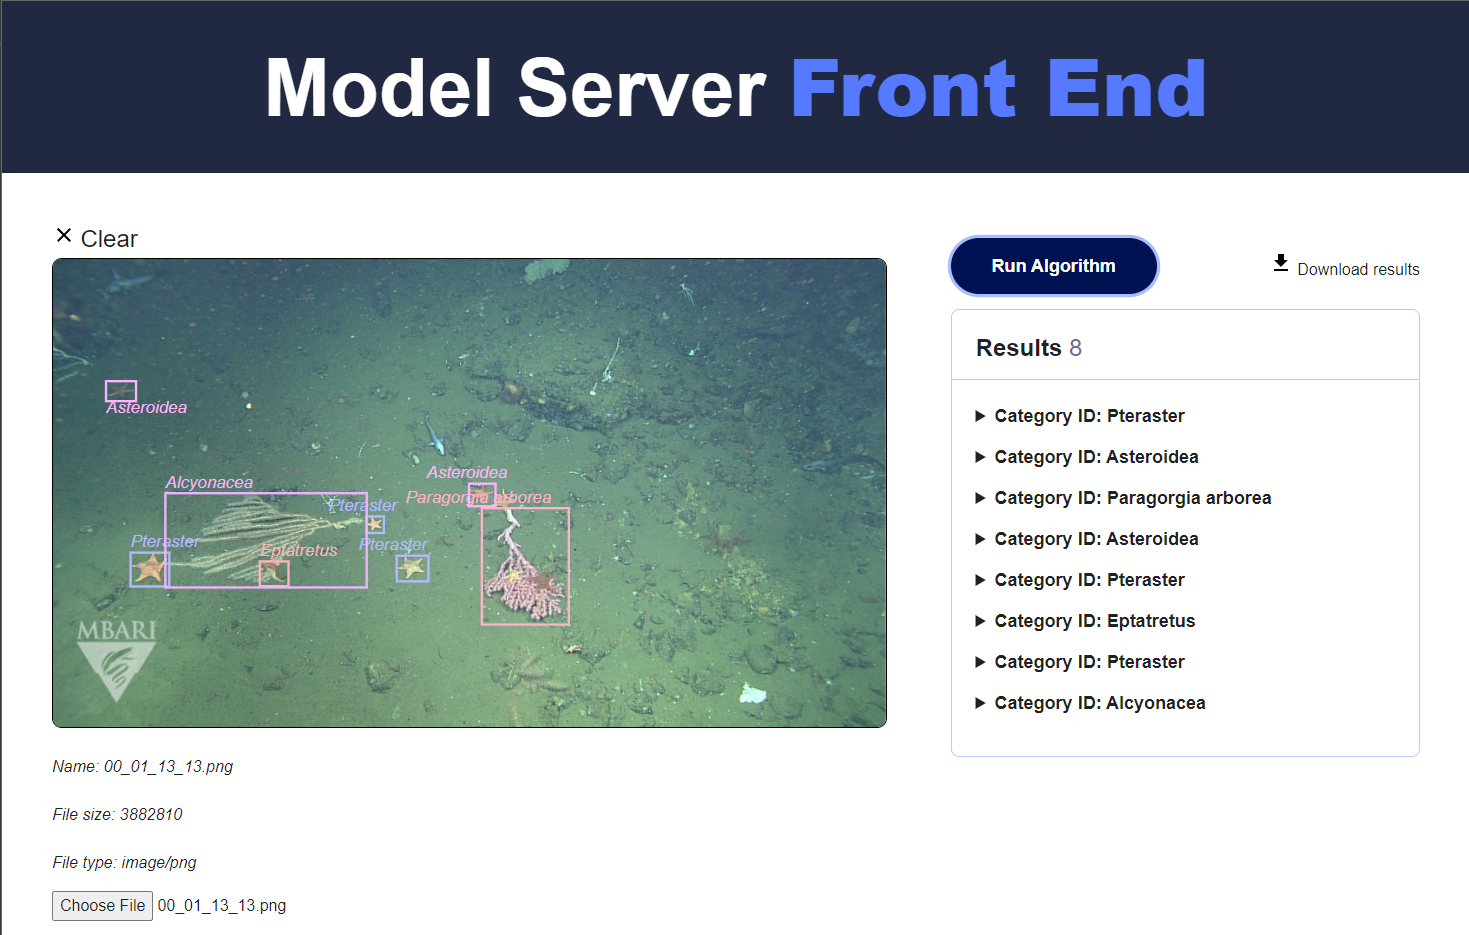 Model Server Front End
Clear
Run Algorithm
Download results
Asteroidea
Alcyonacea
Asteroidea
Paragorgia arborea
Pteraster
Pteraster
Eptatretus
Pteraster
MBARI
Results 8
Category ID: Pteraster
Category ID: Asteroidea
Category ID: Paragorgia arborea
Category ID: Asteroidea
Category ID: Pteraster
Category ID: Eptatretus
Category ID: Pteraster
Category ID: Alcyonacea
Name: 00_01_13_13.png
File size: 3882810
File type: image/png
Choose File 00_01_13_13.png